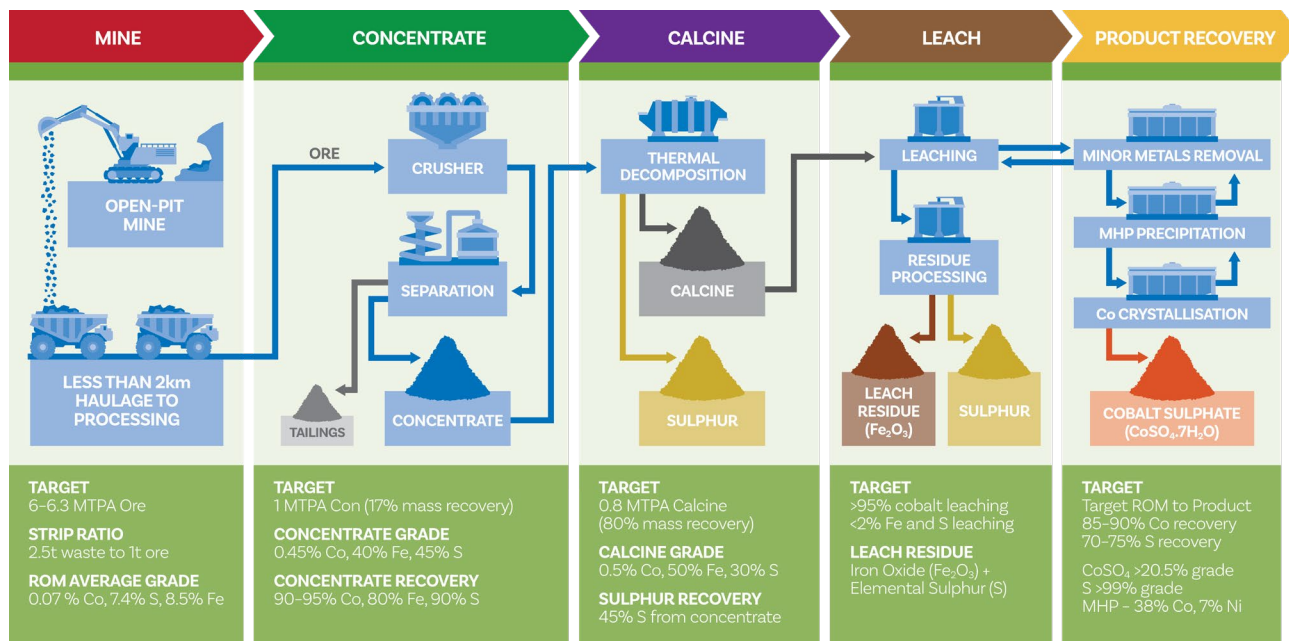 MINE
CONCENTRATE
CALCINE
LEACH
PRODUCT RECOVERY
OPEN-PIT
MINE
LESS THAN 2km
HAULAGE TO
PROCESSING
ORE
CRUSHER
SEPARATION
TAILINGS
CONCENTRATE
THERMAL
DECOMPOSITION
CALCINE
SULPHUR
LEACHING
RESIDUE
PROCESSING
LEACH
RESIDUE
(Fe₂O₃)
SULPHUR
MINOR METALS REMOVAL
MHP PRECIPITATION
Co CRYSTALLISATION
COBALT SULPHATE
(CoSO₄.7H₂O)
TARGET
6–6.3 MTPA Ore
STRIP RATIO
2.5t waste to 1t ore
ROM AVERAGE GRADE
0.07 % Co, 7.4% S, 8.5% Fe
TARGET
1 MTPA Con (17% mass recovery)
CONCENTRATE GRADE
0.45% Co, 40% Fe, 45% S
CONCENTRATE RECOVERY
90–95% Co, 80% Fe, 90% S
TARGET
0.8 MTPA Calcine
(80% mass recovery)
CALCINE GRADE
0.5% Co, 50% Fe, 30% S
SULPHUR RECOVERY
45% S from concentrate
TARGET
>95% cobalt leaching
<2% Fe and S leaching
LEACH RESIDUE
Iron Oxide (Fe₂O₃) +
Elemental Sulphur (S)
TARGET
Target ROM to Product
85–90% Co recovery
70–75% S recovery
CoSO₄ >20.5% grade
S >99% grade
MHP – 38% Co, 7% Ni